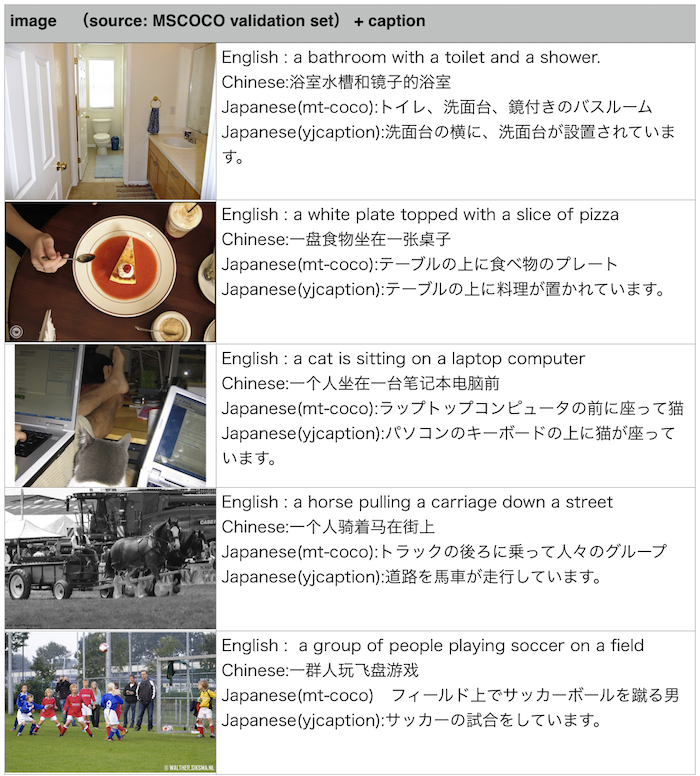 image （source: MSCOCO validation set） + caption
English : a bathroom with a toilet and a shower.
Chinese:浴室水槽和镜子的浴室
Japanese(mt-coco):トイレ、洗面台、鏡付きのバスルーム
Japanese(yjcaption):洗面台の横に、洗面台が設置されていま
す。
English : a white plate topped with a slice of pizza
Chinese:一盘食物坐在一张桌子
Japanese(mt-coco):テーブルの上に食べ物のプレート
Japanese(yjcaption):テーブルの上に料理が置かれています。
English : a cat is sitting on a laptop computer
Chinese:一个人坐在一台笔记本电脑前
Japanese(mt-coco):ラップトップコンピュータの前に座って猫
Japanese(yjcaption):パソコンのキーボードの上に猫が座って
います。
English : a horse pulling a carriage down a street
Chinese:一个人骑着马在街上
Japanese(mt-coco):トラックの後ろに乗って人々のグループ
Japanese(yjcaption):道路を馬車が走行しています。
CASE
English :  a group of people playing soccer on a field
Chinese:一群人玩飞盘游戏
Japanese(mt-coco)　フィールド上でサッカーボールを蹴る男
Japanese(yjcaption):サッカーの試合をしています。
9
© WALTHER.SIKSMA.NL